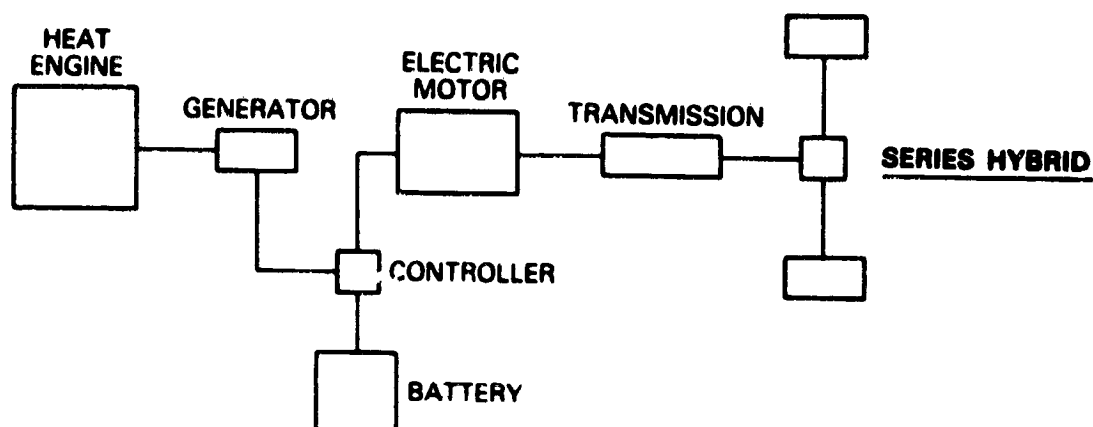 HEAT
ENGINE
GENERATOR
ELECTRIC
MOTOR
TRANSMISSION
SERIES HYBRID
CONTROLLER
BATTERY